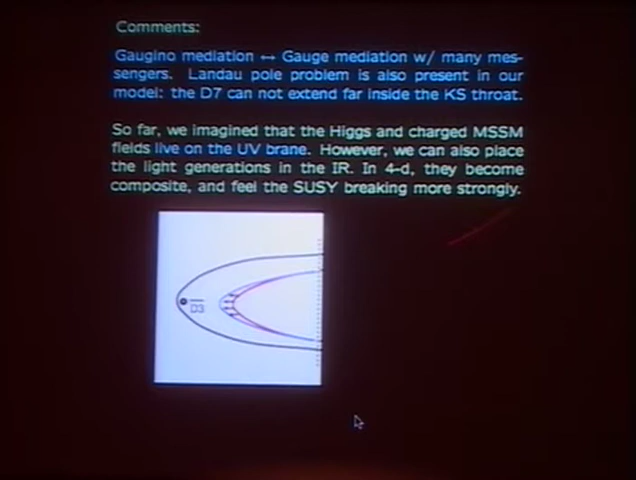 Comments:
Gaugino mediation ↔ Gauge mediation w/ many mes-
sengers. Landau pole problem is also present in our
model: the D7 can not extend far inside the KS throat.
So far, we imagined that the Higgs and charged MSSM
fields live on the UV brane. However, we can also place
the light generations in the IR. In 4-d, they become
composite, and feel the SUSY breaking more strongly.
D3